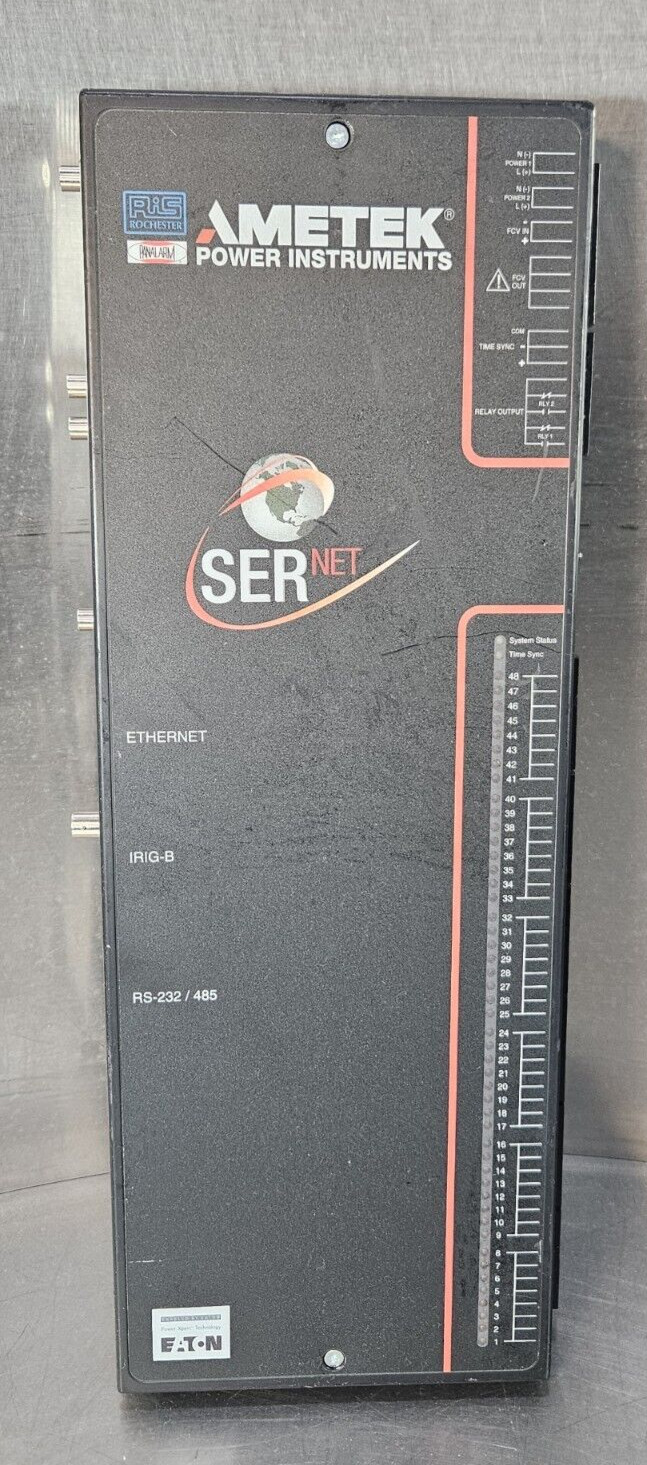 RiS
ROCHESTER
PANALARM
AMETEK®
POWER INSTRUMENTS
N (-)
POWER 1
L (+)
N (-)
POWER 2
L (+)
-
FCV IN
+
FCV
OUT
COM
TIME SYNC -
+
RLY 2
RELAY OUTPUT
RLY 1
SER NET
System Status
Time Sync
48
47
46
45
44
43
42
41
40
39
38
37
36
35
34
33
32
31
30
29
28
27
26
25
24
23
22
21
20
19
18
17
16
15
14
13
12
11
10
9
8
7
6
5
4
3
2
1
ETHERNET
IRIG-B
RS-232 / 485
EATON